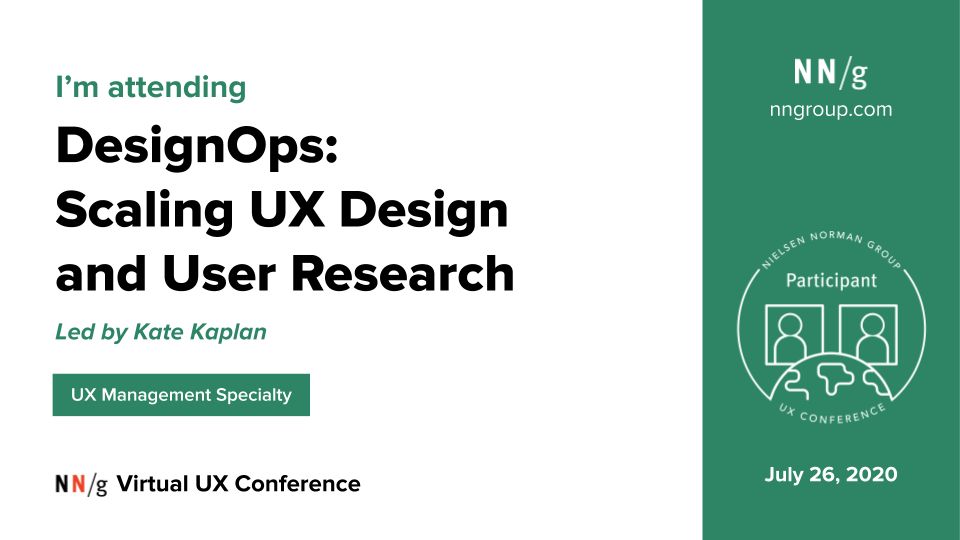 I’m attending
DesignOps:
Scaling UX Design
and User Research
Led by Kate Kaplan
UX Management Specialty
NN/g Virtual UX Conference
NN/g
nngroup.com
NIELSEN NORMAN GROUP
Participant
UX CONFERENCE
July 26, 2020